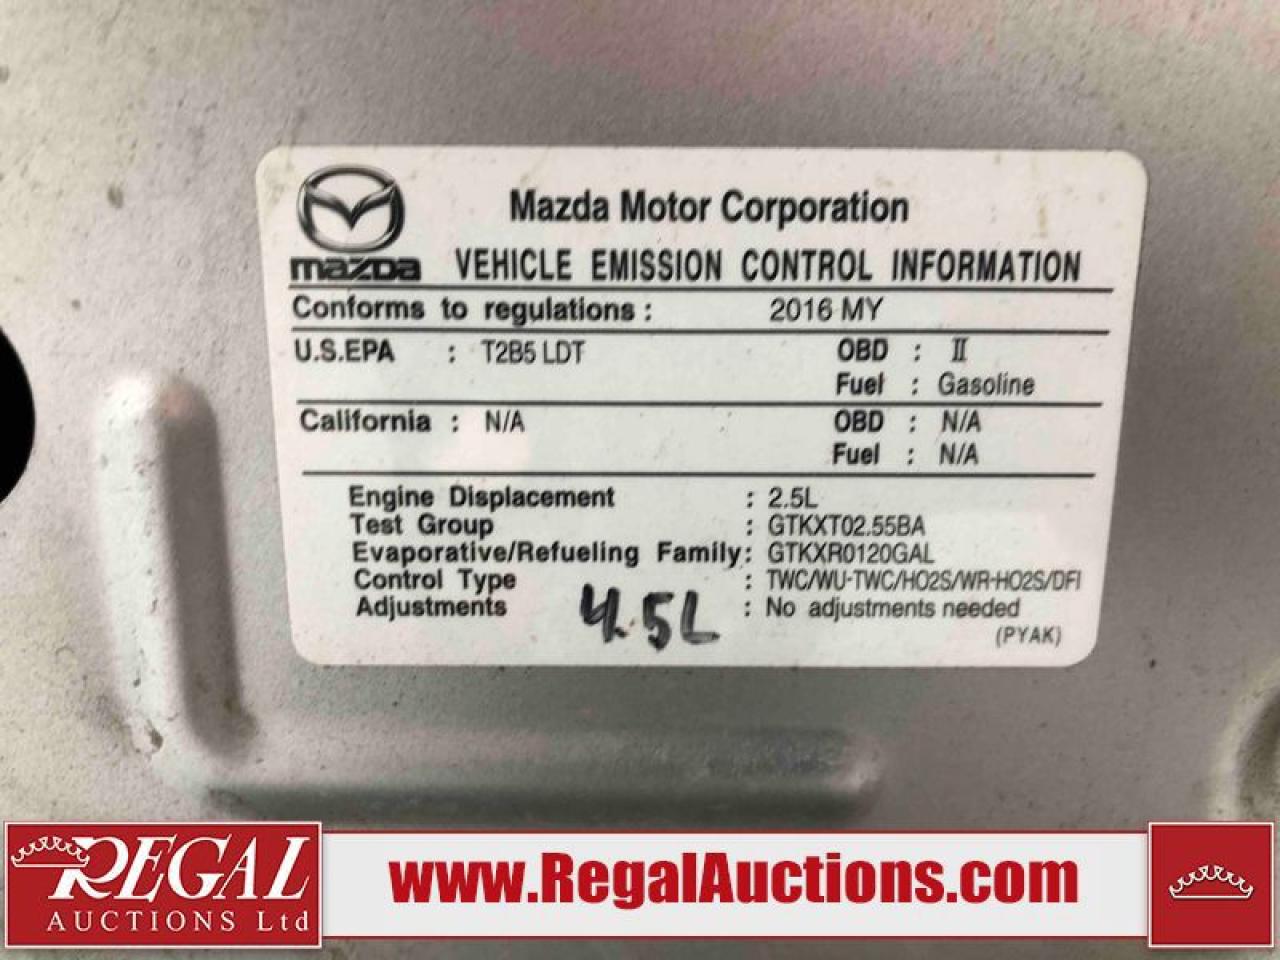 Mazda Motor Corporation
mazda VEHICLE EMISSION CONTROL INFORMATION
Conforms to regulations : 2016 MY
U.S.EPA : T2B5 LDT OBD : II
Fuel : Gasoline
California : N/A OBD : N/A
Fuel : N/A
Engine Displacement : 2.5L
Test Group : GTKXT02.55BA
Evaporative/Refueling Family: GTKXR0120GAL
Control Type : TWC/WU-TWC/HO2S/WR-HO2S/DFI
Adjustments : No adjustments needed
4.5L
(PYAK)
REGAL
AUCTIONS Ltd
www.RegalAuctions.com